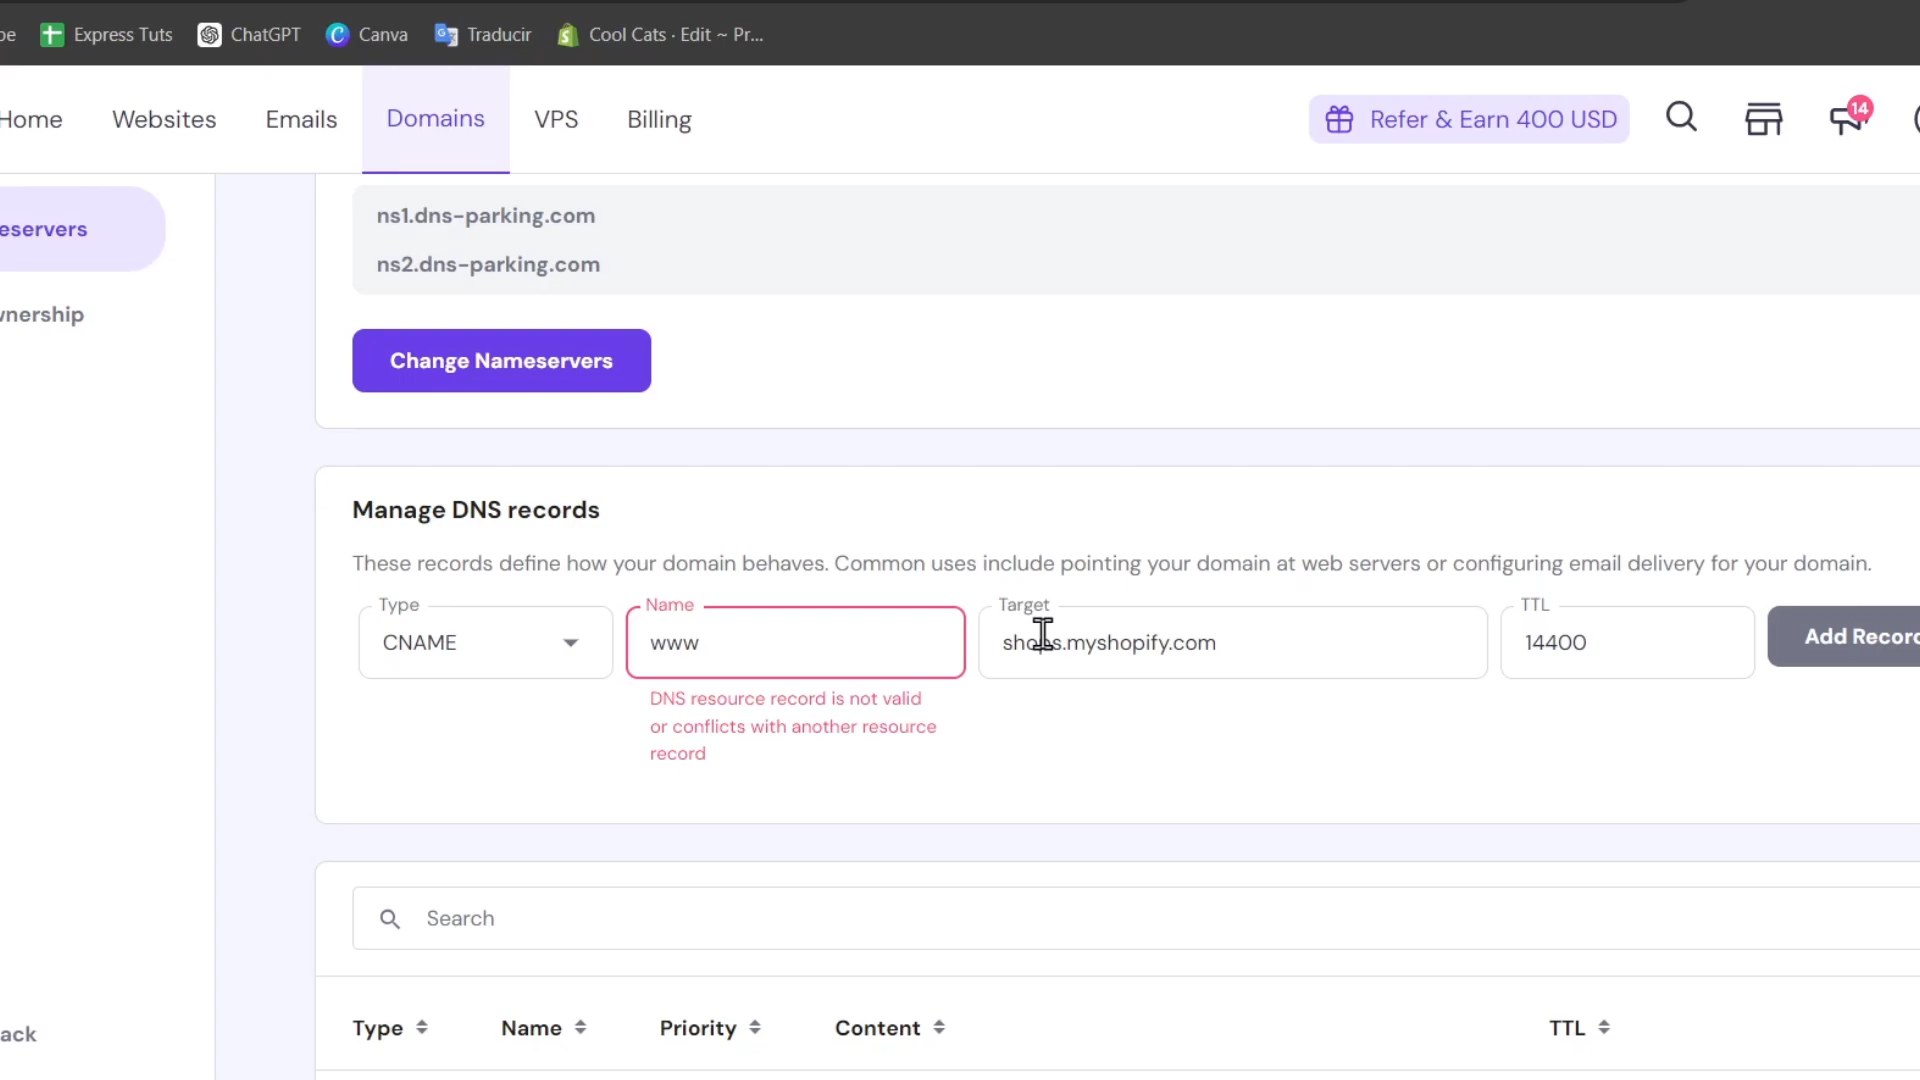 be Express Tuts ChatGPT Canva Traducir Cool Cats · Edit ~ Pr...
Home Websites Emails Domains VPS Billing Refer & Earn 400 USD 14
eservers
wnership
ns1.dns-parking.com
ns2.dns-parking.com
Change Nameservers
Manage DNS records
These records define how your domain behaves. Common uses include pointing your domain at web servers or configuring email delivery for your domain.
Type Name Target TTL
CNAME www shops.myshopify.com 14400 Add Record
DNS resource record is not valid
or conflicts with another resource
record
Search
Type Name Priority Content TTL
ack